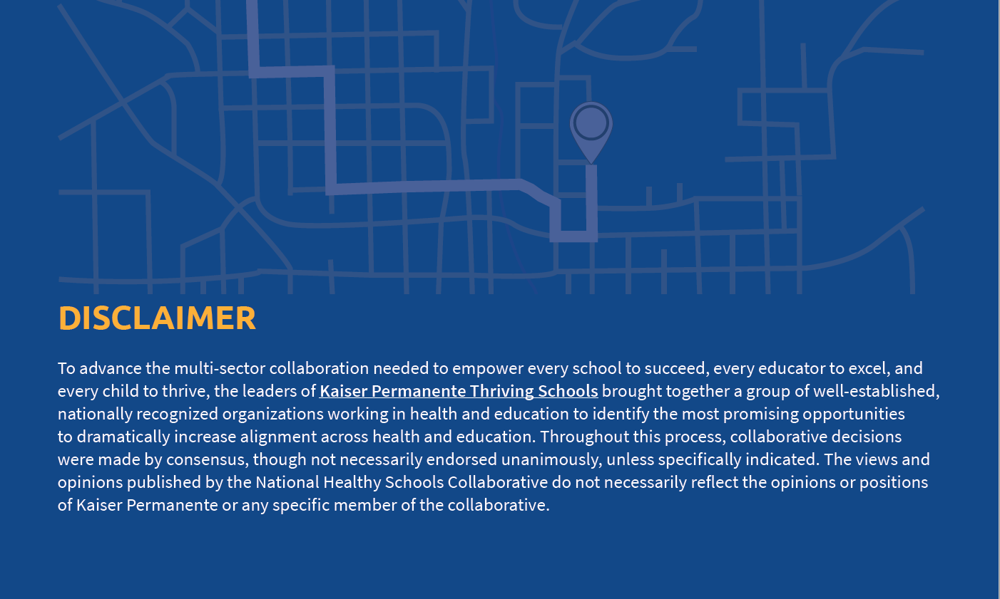 DISCLAIMER
To advance the multi-sector collaboration needed to empower every school to succeed, every educator to excel, and
every child to thrive, the leaders of Kaiser Permanente Thriving Schools brought together a group of well-established,
nationally recognized organizations working in health and education to identify the most promising opportunities
to dramatically increase alignment across health and education. Throughout this process, collaborative decisions
were made by consensus, though not necessarily endorsed unanimously, unless specifically indicated. The views and
opinions published by the National Healthy Schools Collaborative do not necessarily reflect the opinions or positions
of Kaiser Permanente or any specific member of the collaborative.